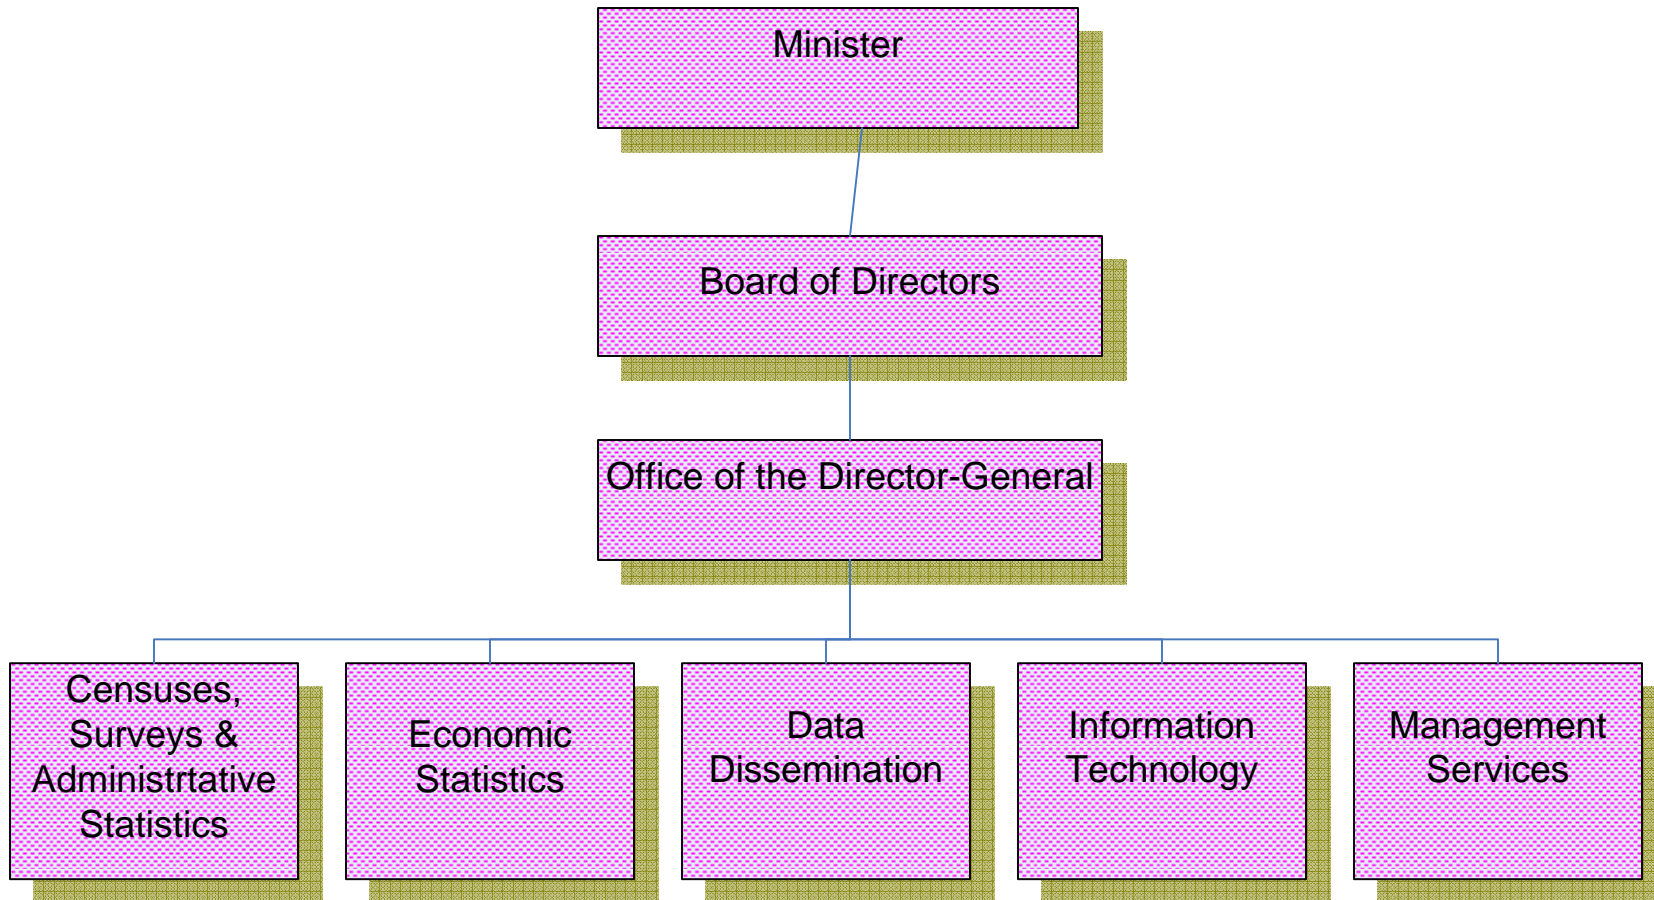 Minister
Board of Directors
Office of the Director-General
Censuses,
Surveys &
Administrtative
Statistics
Economic
Statistics
Data
Dissemination
Information
Technology
Management
Services